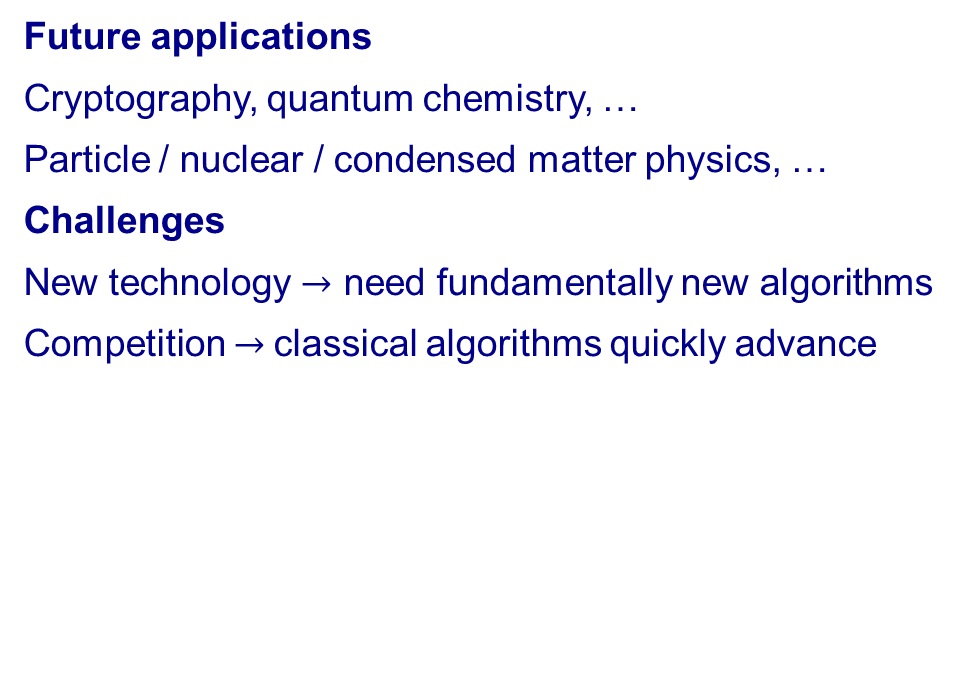 Future applications
Cryptography, quantum chemistry, …
Particle / nuclear / condensed matter physics, …
Challenges
New technology → need fundamentally new algorithms
Competition → classical algorithms quickly advance